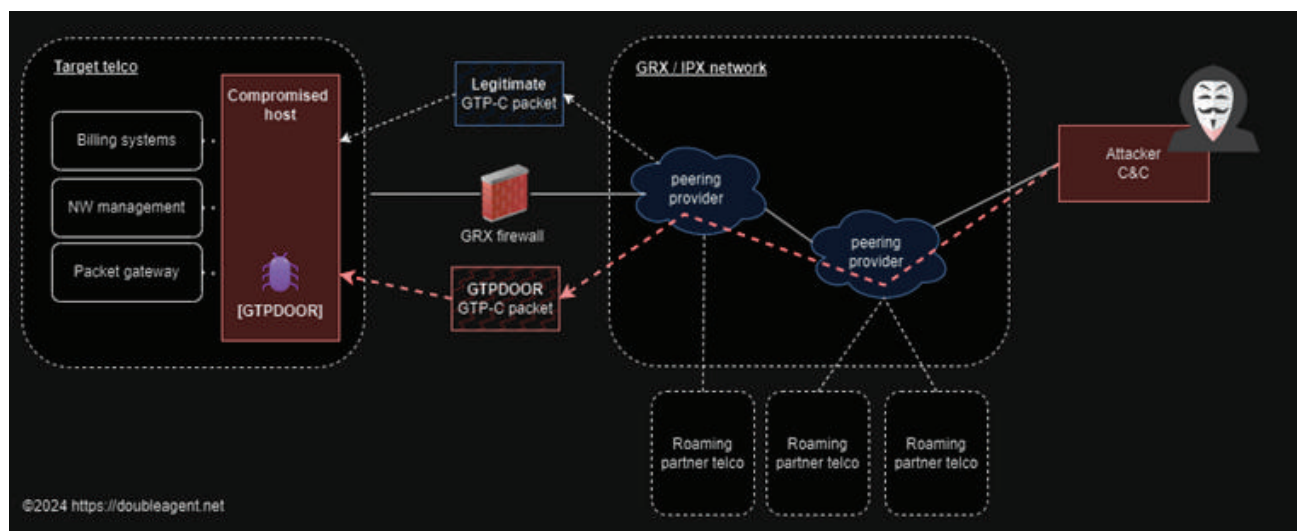 Target telco
Compromised
host
Billing systems
NW management
Packet gateway
[GTPDOOR]
Legitimate
GTP-C packet
GRX firewall
GTPDOOR
GTP-C packet
GRX / IPX network
peering
provider
peering
provider
Attacker
C&C
Roaming
partner telco
Roaming
partner telco
Roaming
partner telco
©2024 https://doubleagent.net